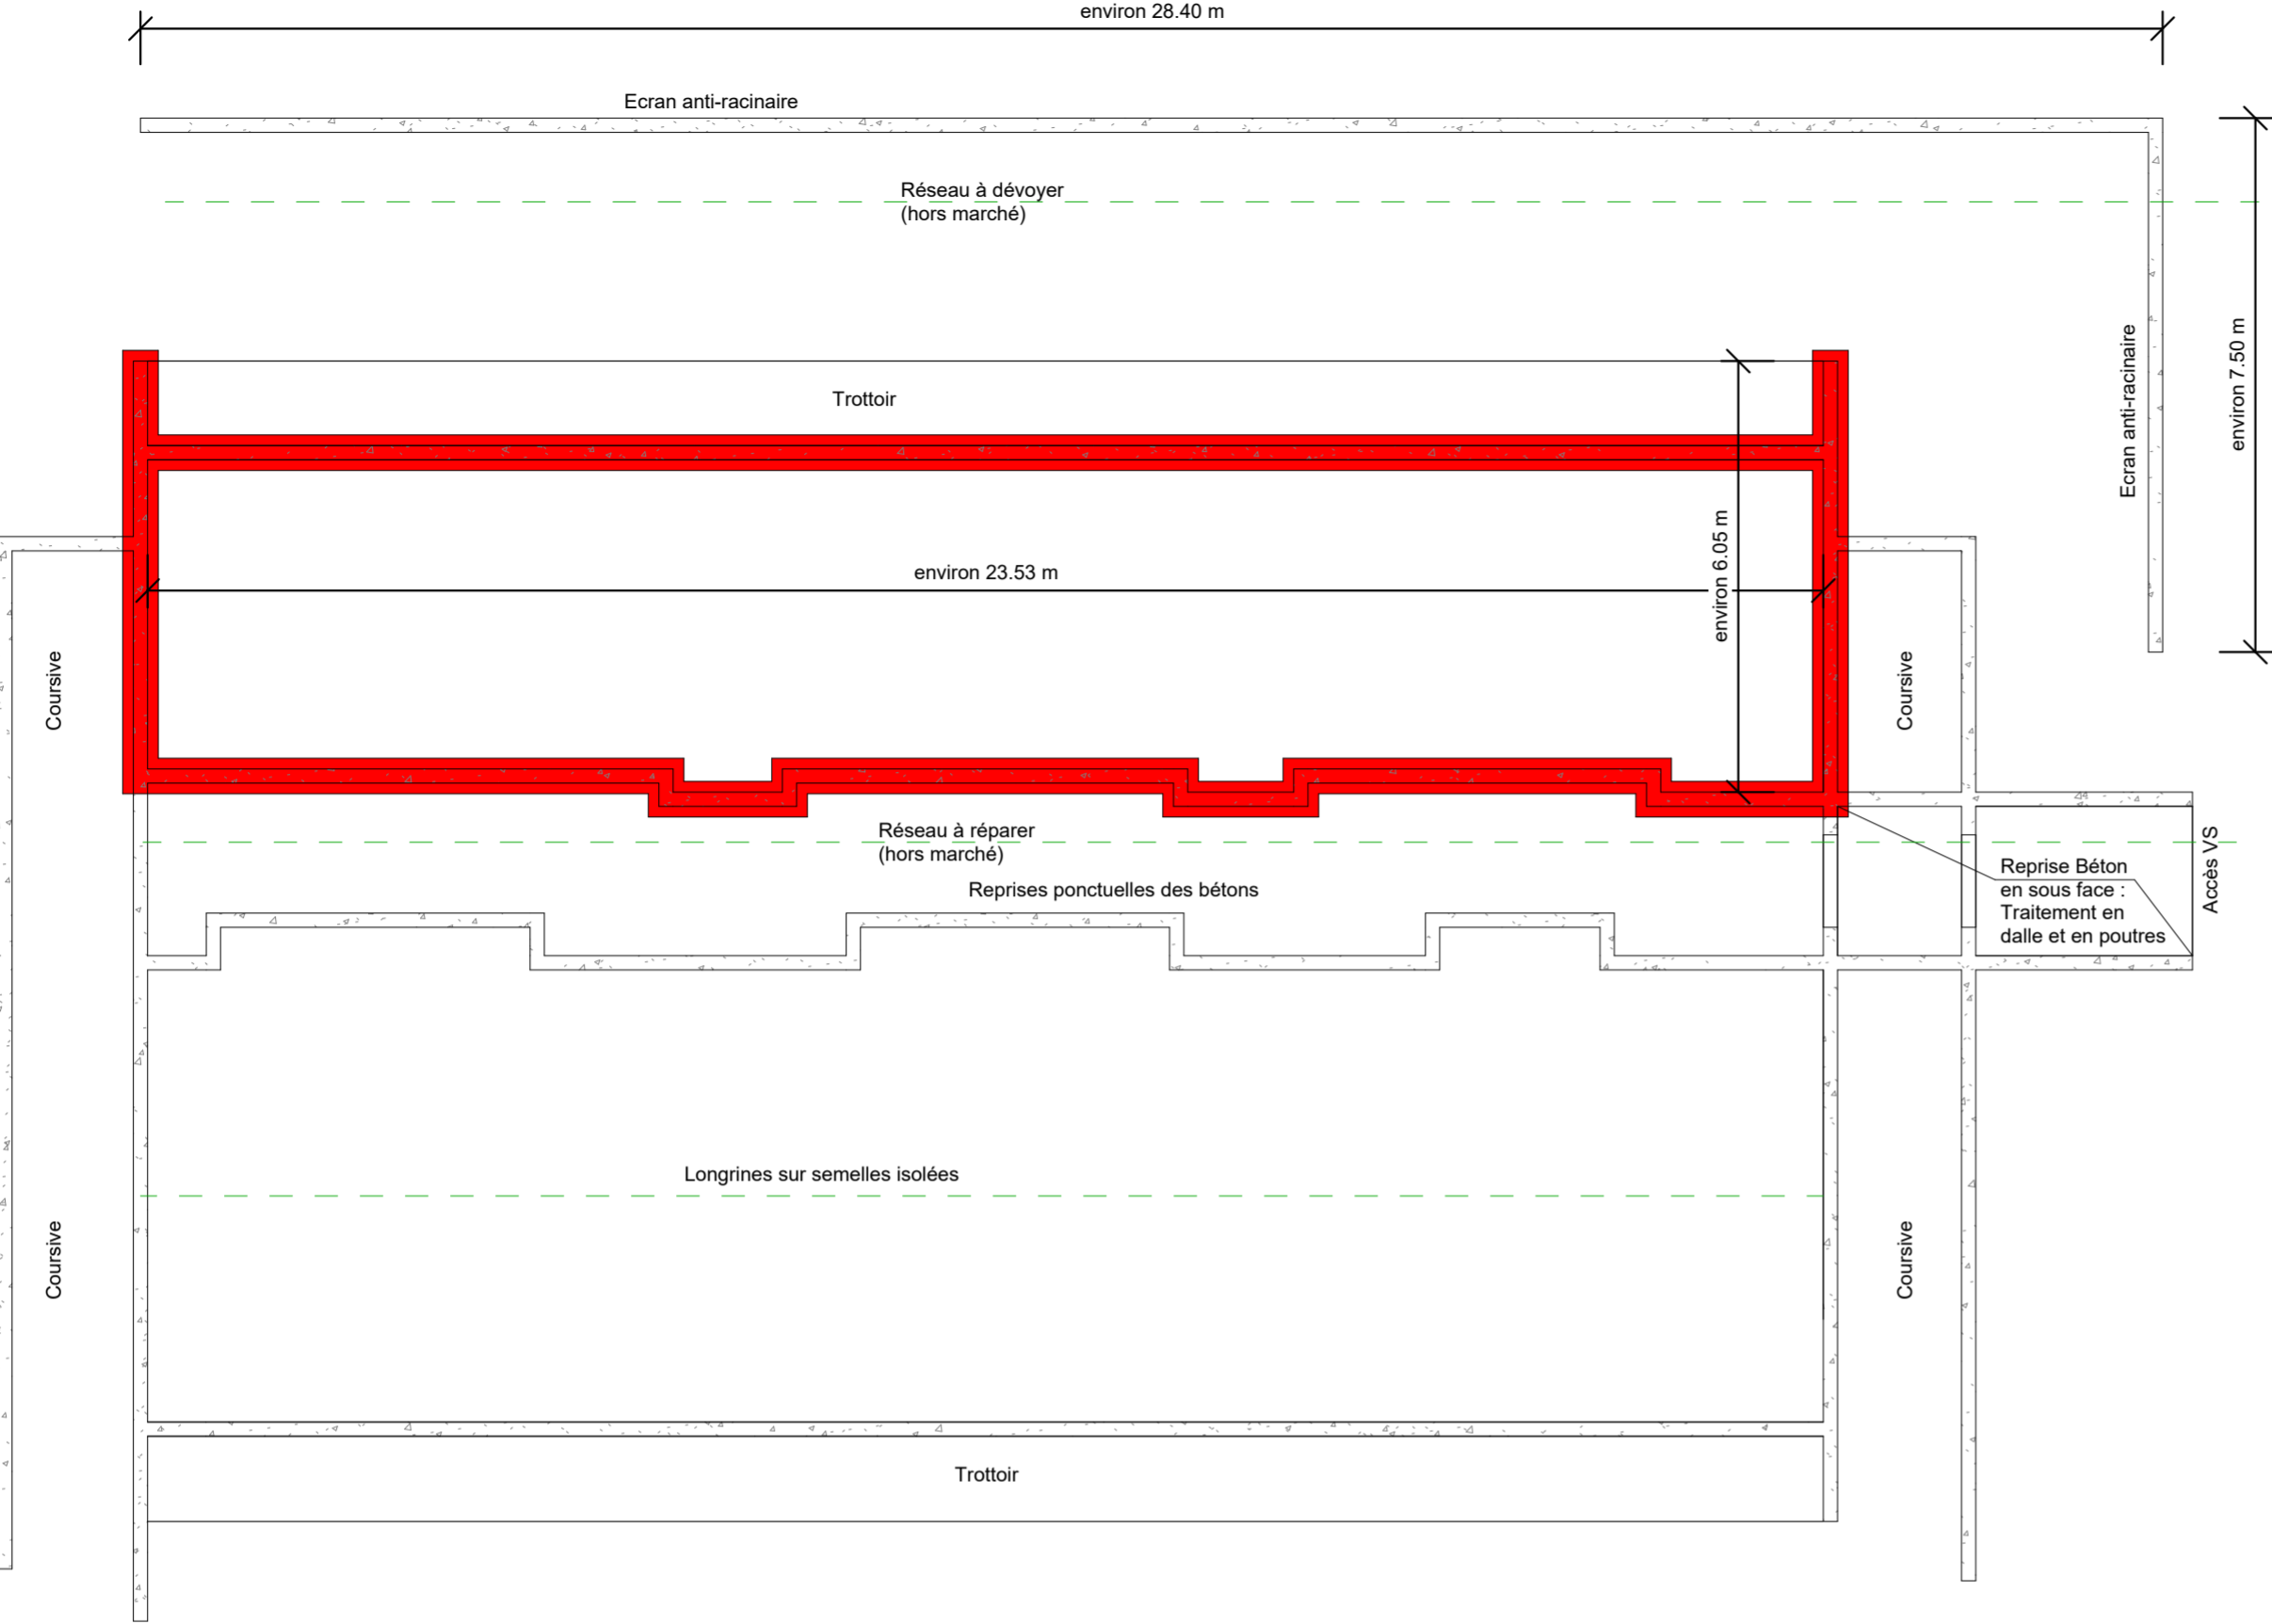 environ 28.40 m
Ecran anti-racinaire
Réseau à dévoyer
(hors marché)
Ecran anti-racinaire
environ 7.50 m
Trottoir
environ 6.05 m
environ 23.53 m
Coursive
Coursive
Réseau à réparer
(hors marché)
Reprises ponctuelles des bétons
Reprise Béton
en sous face :
Traitement en
dalle et en poutres
Accès VS
Longrines sur semelles isolées
Coursive
Coursive
Trottoir